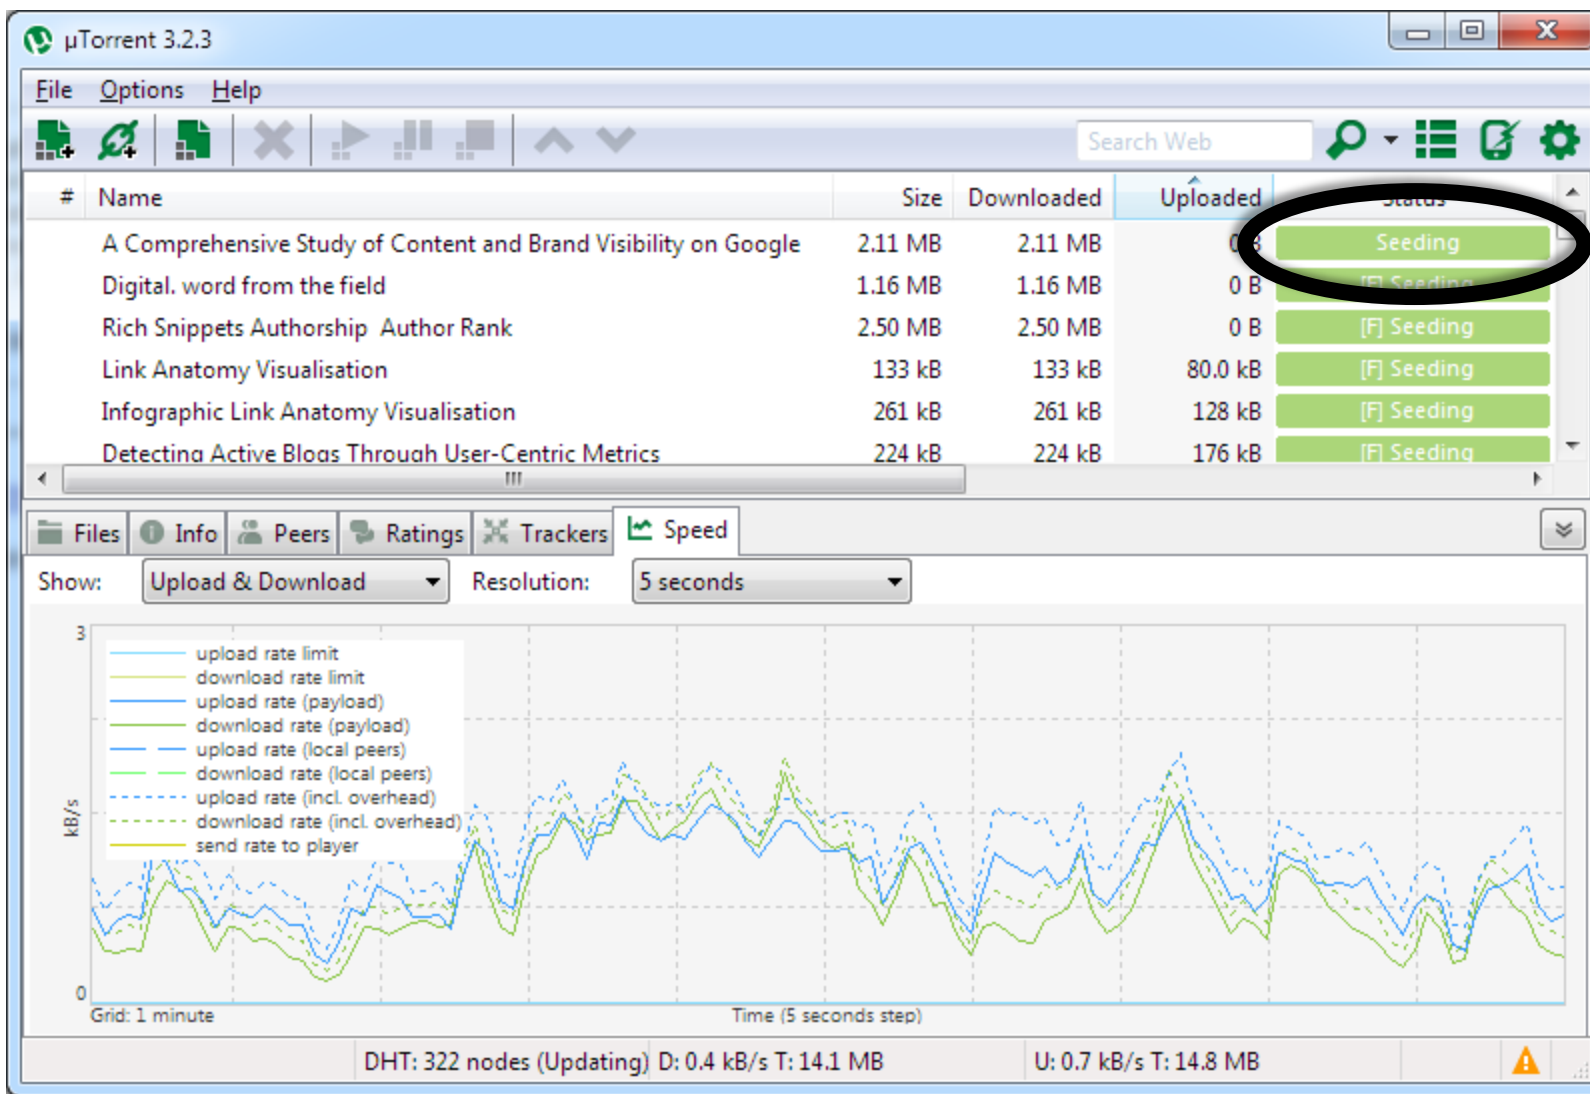 µTorrent 3.2.3
File Options Help
Search Web
# Name Size Downloaded Uploaded Status
A Comprehensive Study of Content and Brand Visibility on Google 2.11 MB 2.11 MB 0 B Seeding
Digital. word from the field 1.16 MB 1.16 MB 0 B [F] Seeding
Rich Snippets Authorship Author Rank 2.50 MB 2.50 MB 0 B [F] Seeding
Link Anatomy Visualisation 133 kB 133 kB 80.0 kB [F] Seeding
Infographic Link Anatomy Visualisation 261 kB 261 kB 128 kB [F] Seeding
Detecting Active Blogs Through User-Centric Metrics 224 kB 224 kB 176 kB [F] Seeding
Files Info Peers Ratings Trackers Speed
Show: Upload & Download Resolution: 5 seconds
3
upload rate limit
download rate limit
upload rate (payload)
download rate (payload)
upload rate (local peers)
download rate (local peers)
upload rate (incl. overhead)
download rate (incl. overhead)
send rate to player
kB/s
0
Grid: 1 minute Time (5 seconds step)
DHT: 322 nodes (Updating) D: 0.4 kB/s T: 14.1 MB U: 0.7 kB/s T: 14.8 MB